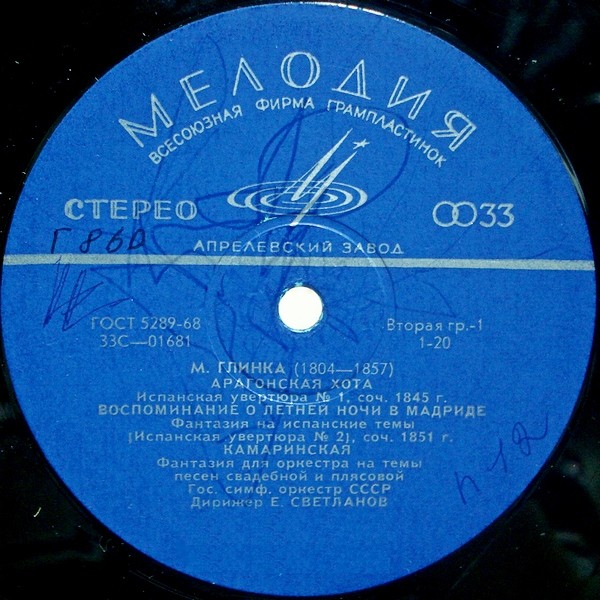 МЕЛОДИЯ
ВСЕСОЮЗНАЯ ФИРМА ГРАМПЛАСТИНОК
СТЕРЕО 33
Г 860
АПРЕЛЕВСКИЙ ЗАВОД
ГОСТ 5289-68 Вторая гр.-1
33С—01681 1-20
М. ГЛИНКА (1804—1857)
АРАГОНСКАЯ ХОТА
Испанская увертюра № 1, соч. 1845 г.
ВОСПОМИНАНИЕ О ЛЕТНЕЙ НОЧИ В МАДРИДЕ
Фантазия на испанские темы
(Испанская увертюра № 2), соч. 1851 г.
КАМАРИНСКАЯ
Фантазия для оркестра на темы
песен свадебной и плясовой
Гос. симф. оркестр СССР
Дирижер Е. СВЕТЛАНОВ